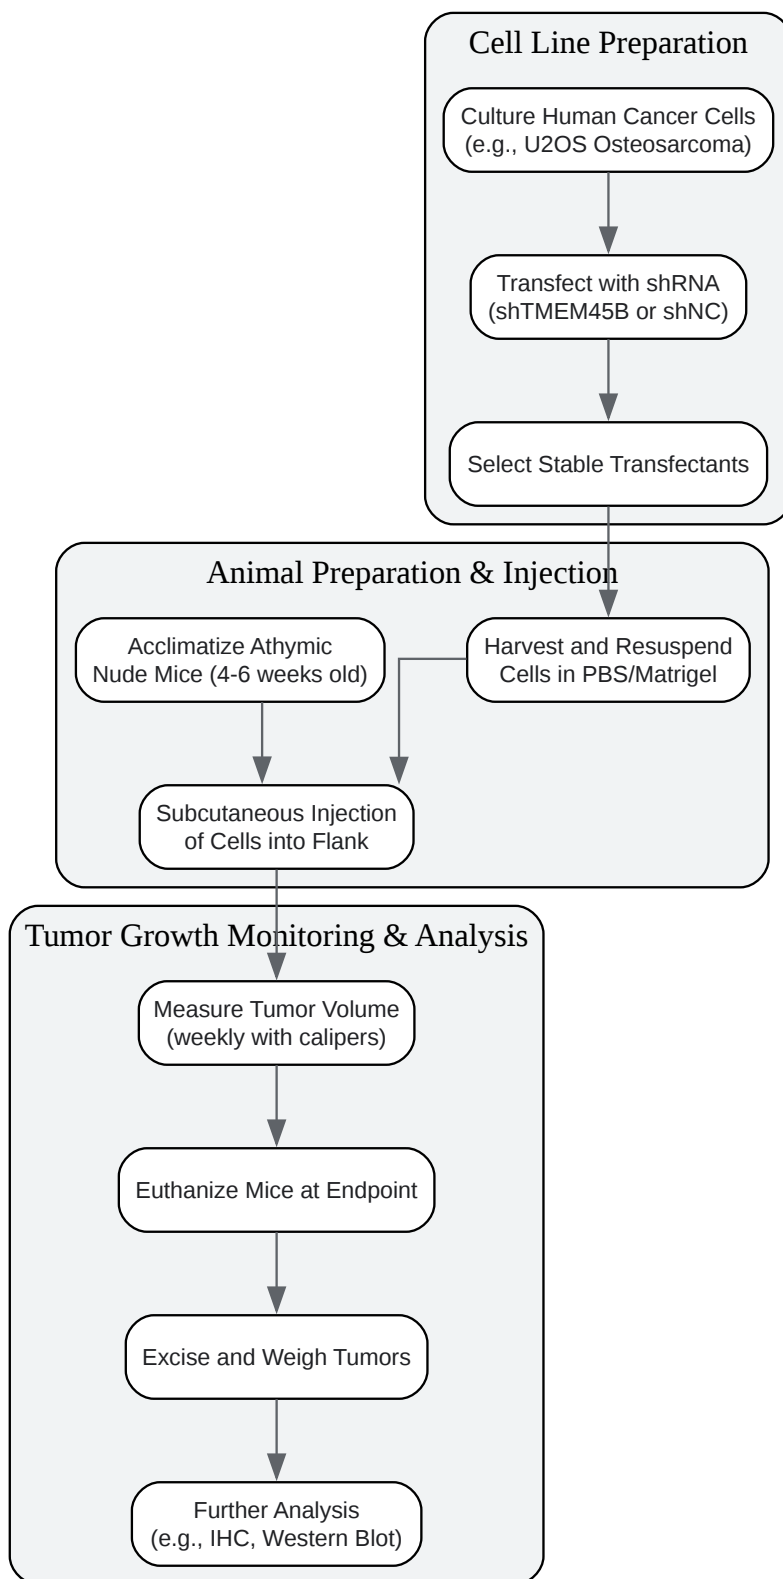 Cell Line Preparation
Culture Human Cancer Cells
(e.g., U2OS Osteosarcoma)
Transfect with shRNA
(shTMEM45B or shNC)
Select Stable Transfectants
Animal Preparation & Injection
Acclimatize Athymic
Nude Mice (4-6 weeks old)
Harvest and Resuspend
Cells in PBS/Matrigel
Subcutaneous Injection
of Cells into Flank
Tumor Growth Monitoring & Analysis
Measure Tumor Volume
(weekly with calipers)
Euthanize Mice at Endpoint
Excise and Weigh Tumors
Further Analysis
(e.g., IHC, Western Blot)